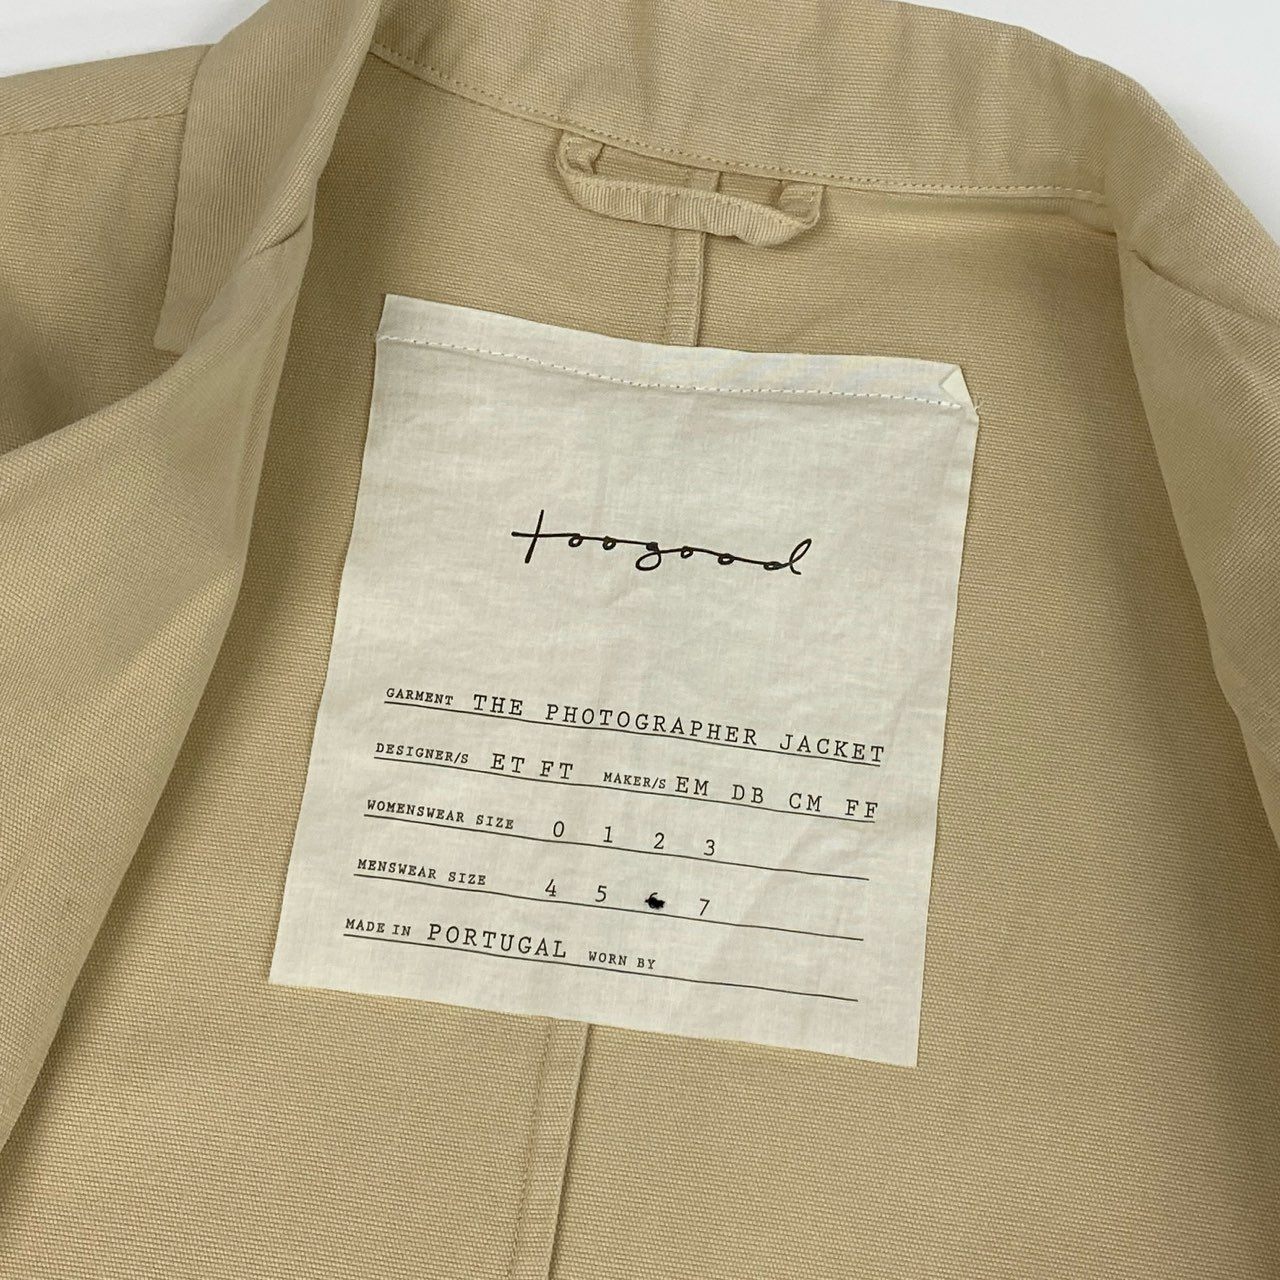 toogood
GARMENT THE PHOTOGRAPHER JACKET
DESIGNER/S ET FT MAKER/S EM DB CM FF
WOMENSWEAR SIZE 0 1 2 3
MENSWEAR SIZE 4 5 6 7
MADE IN PORTUGAL WORN BY